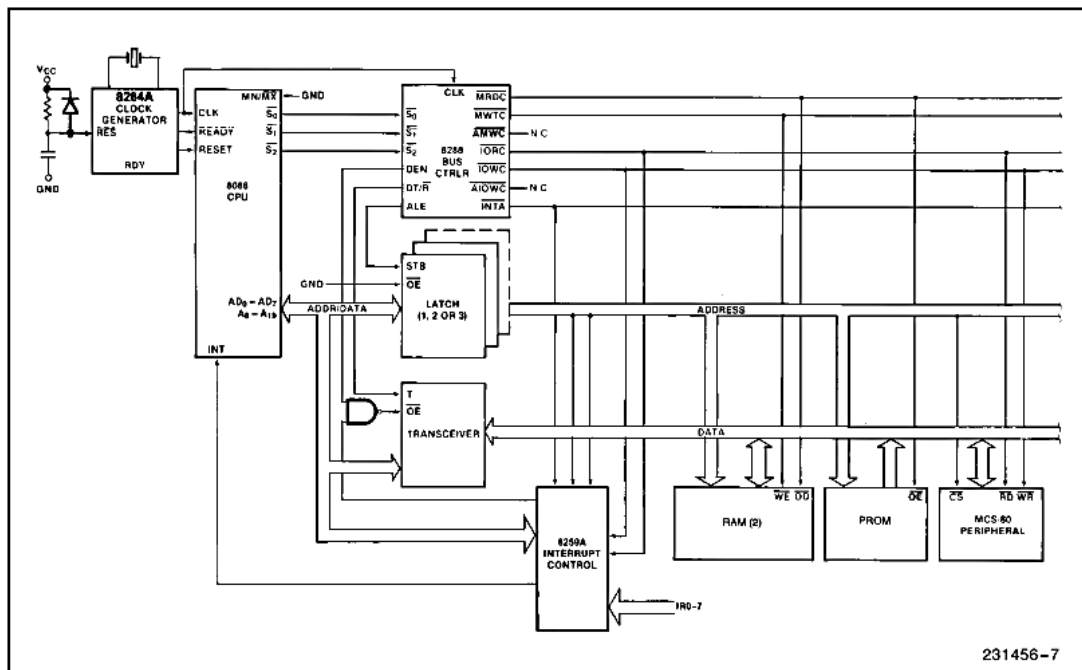 VCC
8284A
CLOCK
GENERATOR
RES
RDY
GND
MN/MX
GND
CLK
READY
RESET
S0
S1
S2
8088
CPU
DEN
DT/R
ALE
AD0 – AD7
A8 – A19
INT
CLK
S0
S1
S2
8288
BUS
CTRLR
MRDC
MWTC
AMWC
N C
IORC
IOWC
AIOWC
N C
INTA
STB
OE
GND
LATCH
(1, 2 OR 3)
ADDR/DATA
ADDRESS
T
OE
TRANSCEIVER
DATA
8259A
INTERRUPT
CONTROL
IR0-7
WE OD
RAM (2)
OE
PROM
CS
RD WR
MCS-80
PERIPHERAL
231456–7